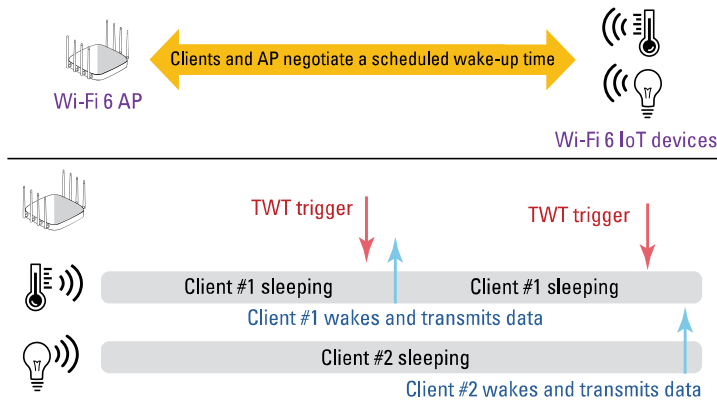 Clients and AP negotiate a scheduled wake-up time
Wi-Fi 6 AP
Wi-Fi 6 IoT devices
TWT trigger
TWT trigger
Client #1 sleeping
Client #1 sleeping
Client #1 wakes and transmits data
Client #2 sleeping
Client #2 wakes and transmits data